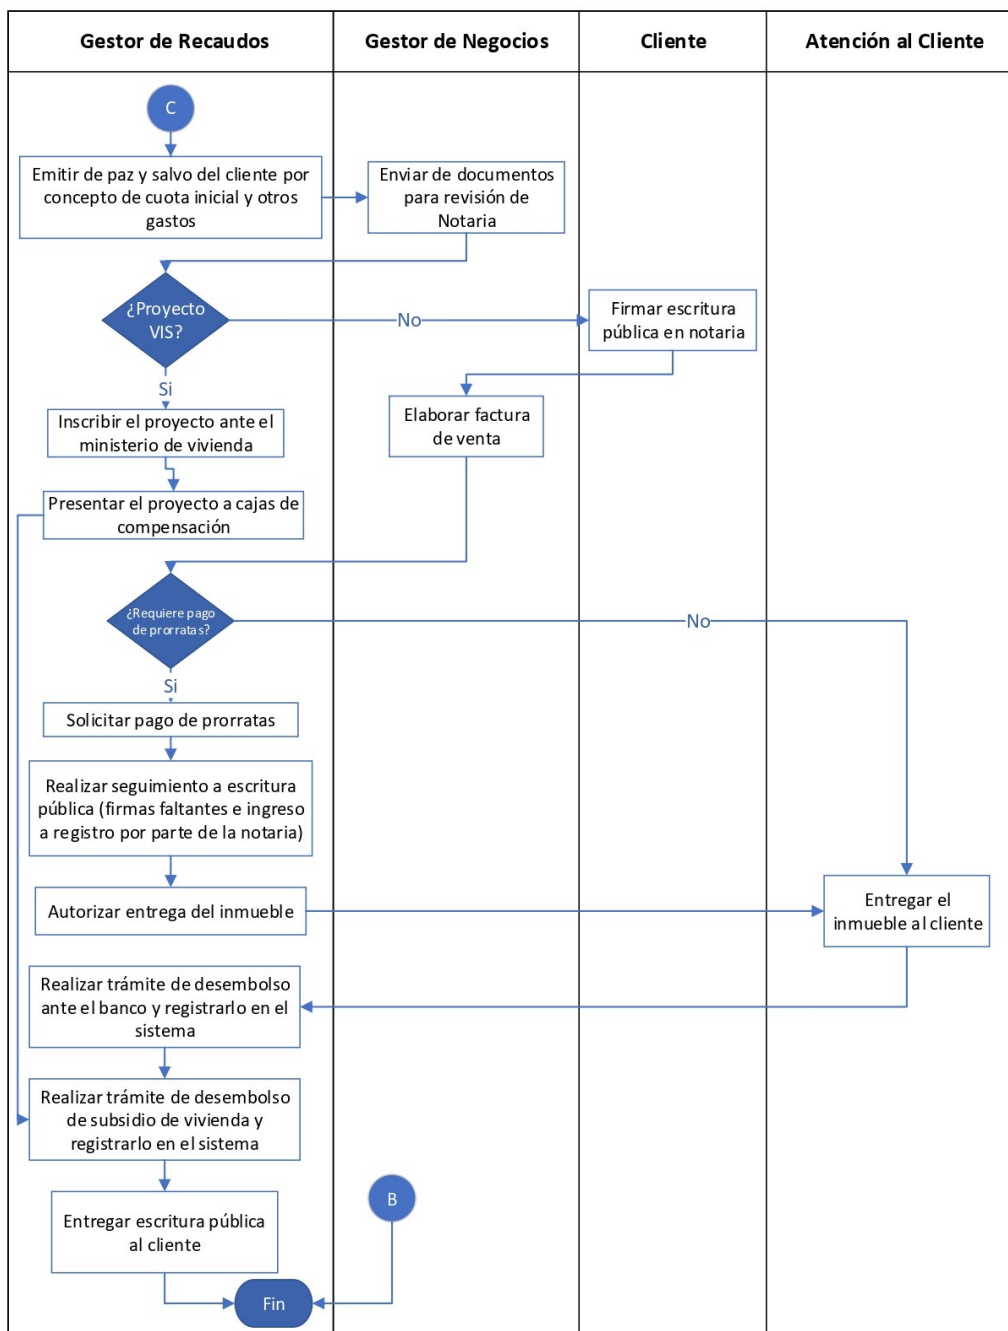 Gestor de Recaudos
Gestor de Negocios
Cliente
Atención al Cliente
C
Emitir de paz y salvo del cliente por
concepto de cuota inicial y otros
gastos
Enviar de documentos
para revisión de
Notaria
¿Proyecto
VIS?
No
Firmar escritura
pública en notaria
Si
Inscribir el proyecto ante el
ministerio de vivienda
Elaborar factura
de venta
Presentar el proyecto a cajas de
compensación
¿Requiere pago
de prorratas?
No
Si
Solicitar pago de prorratas
Realizar seguimiento a escritura
pública (firmas faltantes e ingreso
a registro por parte de la notaria)
Autorizar entrega del inmueble
Entregar el
inmueble al cliente
Realizar trámite de desembolso
ante el banco y registrarlo en el
sistema
Realizar trámite de desembolso
de subsidio de vivienda y
registrarlo en el sistema
B
Entregar escritura pública
al cliente
Fin